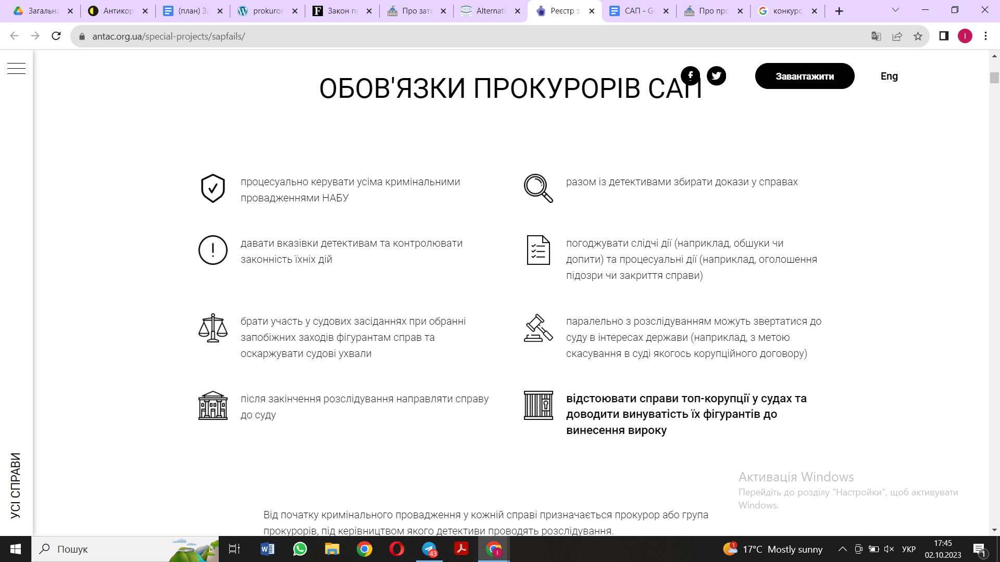 Загальна
Антикор
(план) За
prokuror
Закон п
Про зат
Alternati
Реєстр з
САП - Go
Про про
конкурс
antac.org.ua/special-projects/sapfails/
I
ОБОВ'ЯЗКИ ПРОКУРОРІВ САП
Завантажити
Eng
процесуально керувати усіма кримінальними
провадженнями НАБУ
разом із детективами збирати докази у справах
давати вказівки детективам та контролювати
законність їхніх дій
погоджувати слідчі дії (наприклад, обшуки чи
допити) та процесуальні дії (наприклад, оголошення
підозри чи закриття справи)
брати участь у судових засіданнях при обранні
запобіжних заходів фігурантам справ та
оскаржувати судові ухвали
паралельно з розслідуванням можуть звертатися до
суду в інтересах держави (наприклад, з метою
скасування в суді якогось корупційного договору)
після закінчення розслідування направляти справу
до суду
відстоювати справи топ-корупції у судах та
доводити винуватість їх фігурантів до
винесення вироку
УСІ СПРАВИ
Від початку кримінального провадження у кожній справі призначається прокурор або група
прокурорів, під керівництвом якого детективи проводять розслідування.
Активація Windows
Перейдіть до розділу "Настройки", щоб активувати
Windows.
Пошук
43
1
17°C Mostly sunny
УКР
17:45
02.10.2023
1